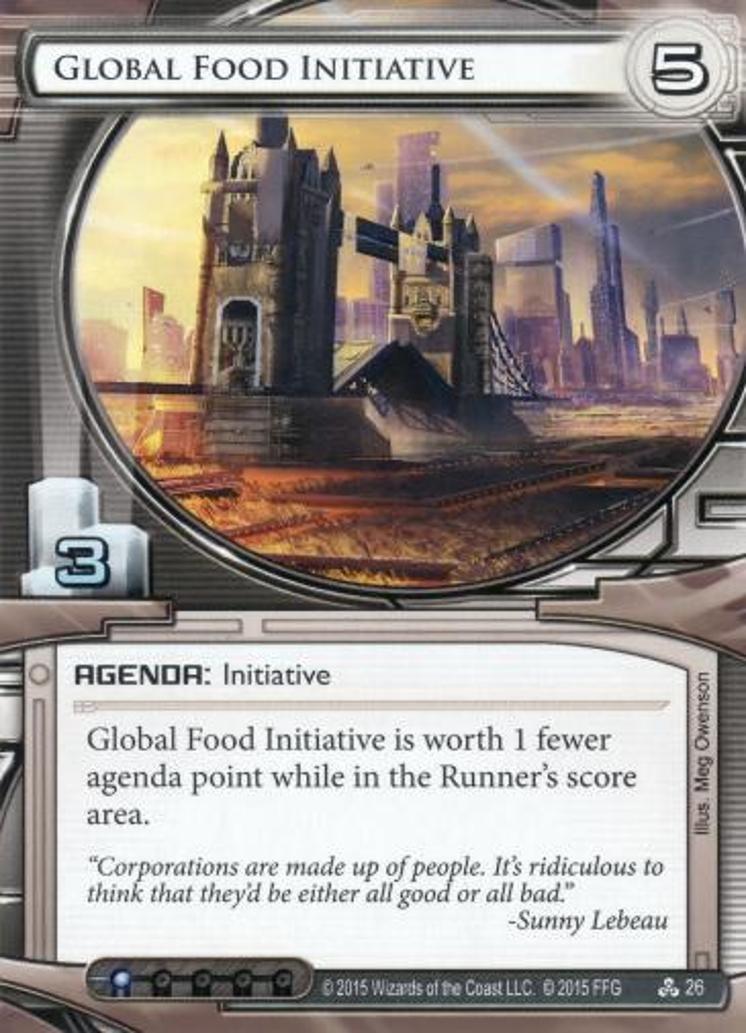 GLOBAL FOOD INITIATIVE
5
3
AGENDA: Initiative
Global Food Initiative is worth 1 fewer
agenda point while in the Runner's score
area.
“Corporations are made up of people. It's ridiculous to
think that they'd be either all good or all bad.”
-Sunny Lebeau
Illus. Meg Owenson
© 2015 Wizards of the Coast LLC. © 2015 FFG
26